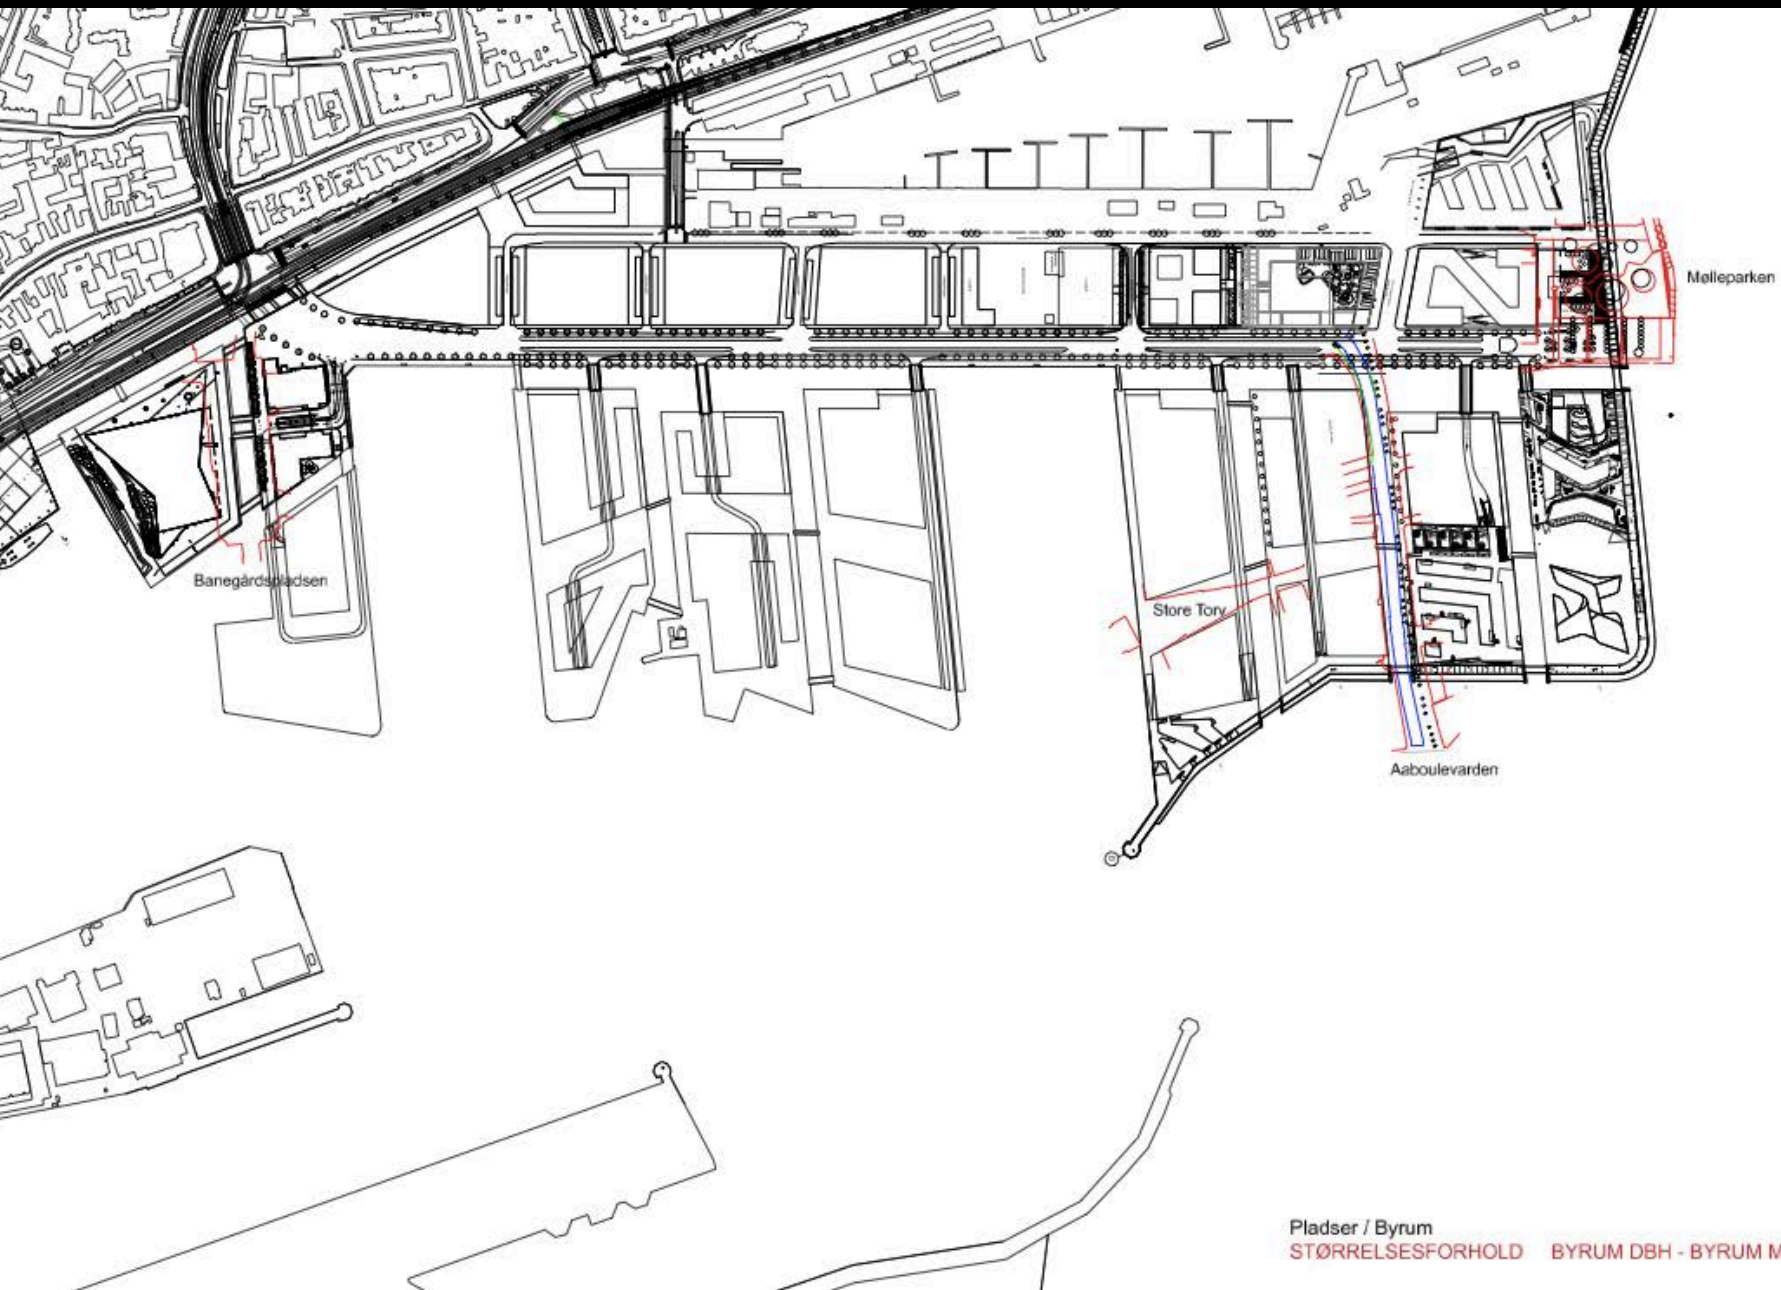 Mølleparken
Banegårdspladsen
Store Torv
Aaboulevarden
Pladser / Byrum
STØRRELSESFORHOLD BYRUM DBH - BYRUM M